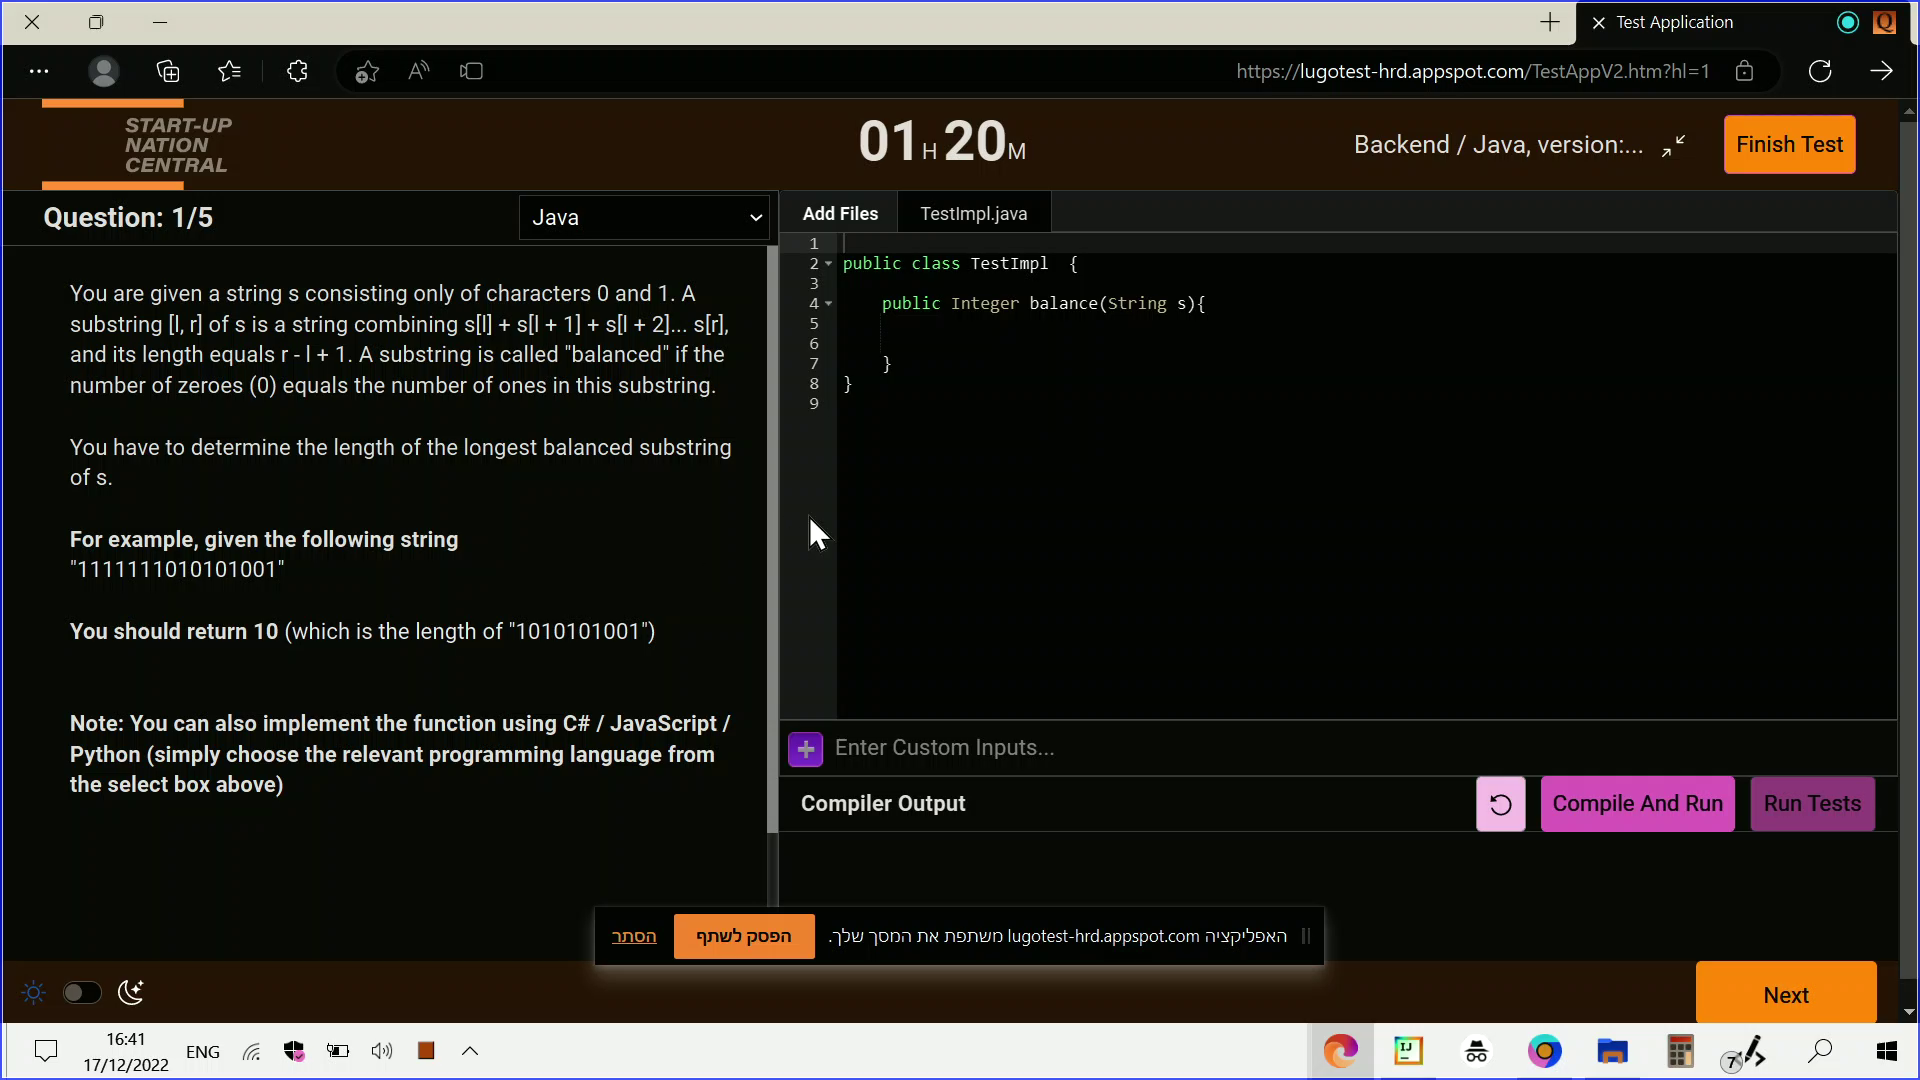 Test Application
https://lugotest-hrd.appspot.com/TestAppV2.htm?hl=1
START-UP
NATION
CENTRAL
01H20M
Backend / Java, version:...
Finish Test
Question: 1/5
Java
Add Files
TestImpl.java
You are given a string s consisting only of characters 0 and 1. A
substring [l, r] of s is a string combining s[l] + s[l + 1] + s[l + 2]... s[r],
and its length equals r - l + 1. A substring is called "balanced" if the
number of zeroes (0) equals the number of ones in this substring.
You have to determine the length of the longest balanced substring
of s.
For example, given the following string
"1111111010101001"
You should return 10 (which is the length of "1010101001")
Note: You can also implement the function using C# / JavaScript /
Python (simply choose the relevant programming language from
the select box above)
1
2 public class TestImpl  {
3
4     public Integer balance(String s){
5
6
7     }
8 }
9
Enter Custom Inputs...
Compiler Output
Compile And Run
Run Tests
האפליקציה lugotest-hrd.appspot.com משתפת את המסך שלך.
הפסק לשתף
הסתר
Next
16:41
17/12/2022
ENG
IJ
7
Q